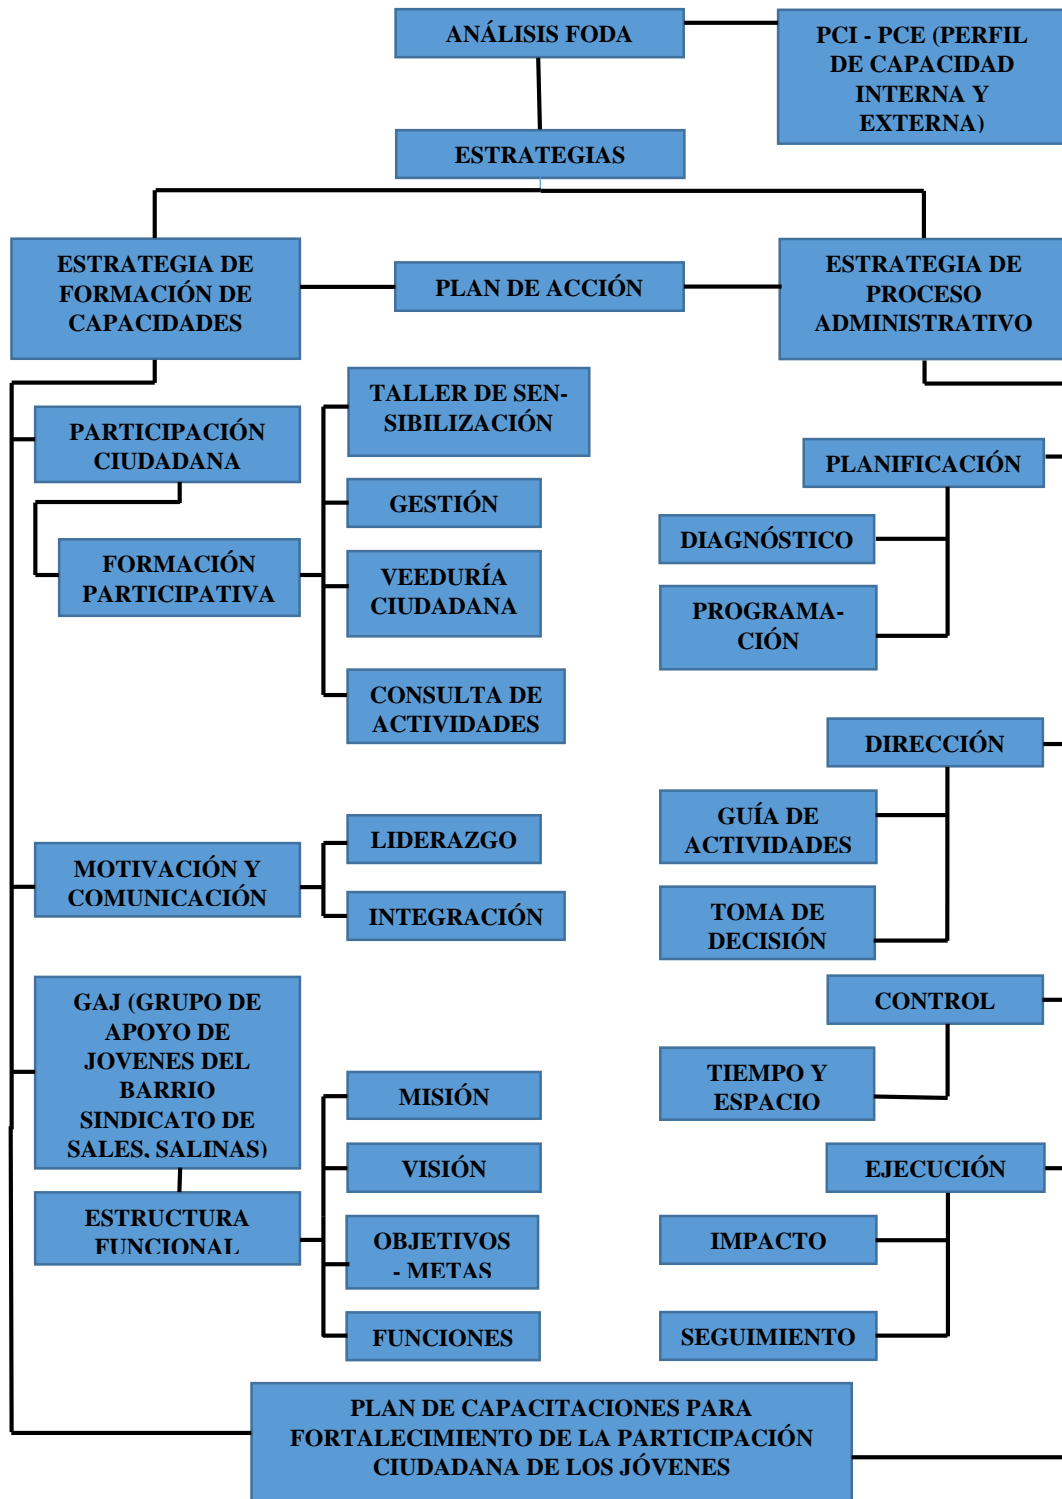 ANÁLISIS FODA
PCI - PCE (PERFIL
DE CAPACIDAD
INTERNA Y
EXTERNA)
ESTRATEGIAS
ESTRATEGIA DE
FORMACIÓN DE
CAPACIDADES
PLAN DE ACCIÓN
ESTRATEGIA DE
PROCESO
ADMINISTRATIVO
PARTICIPACIÓN
CIUDADANA
FORMACIÓN
PARTICIPATIVA
TALLER DE SEN-
SIBILIZACIÓN
GESTIÓN
VEEDURÍA
CIUDADANA
CONSULTA DE
ACTIVIDADES
MOTIVACIÓN Y
COMUNICACIÓN
LIDERAZGO
INTEGRACIÓN
GAJ (GRUPO DE
APOYO DE
JOVENES DEL
BARRIO
SINDICATO DE
SALES, SALINAS)
ESTRUCTURA
FUNCIONAL
MISIÓN
VISIÓN
OBJETIVOS
- METAS
FUNCIONES
PLANIFICACIÓN
DIAGNÓSTICO
PROGRAMA-
CIÓN
DIRECCIÓN
GUÍA DE
ACTIVIDADES
TOMA DE
DECISIÓN
CONTROL
TIEMPO Y
ESPACIO
EJECUCIÓN
IMPACTO
SEGUIMIENTO
PLAN DE CAPACITACIONES PARA
FORTALECIMIENTO DE LA PARTICIPACIÓN
CIUDADANA DE LOS JÓVENES